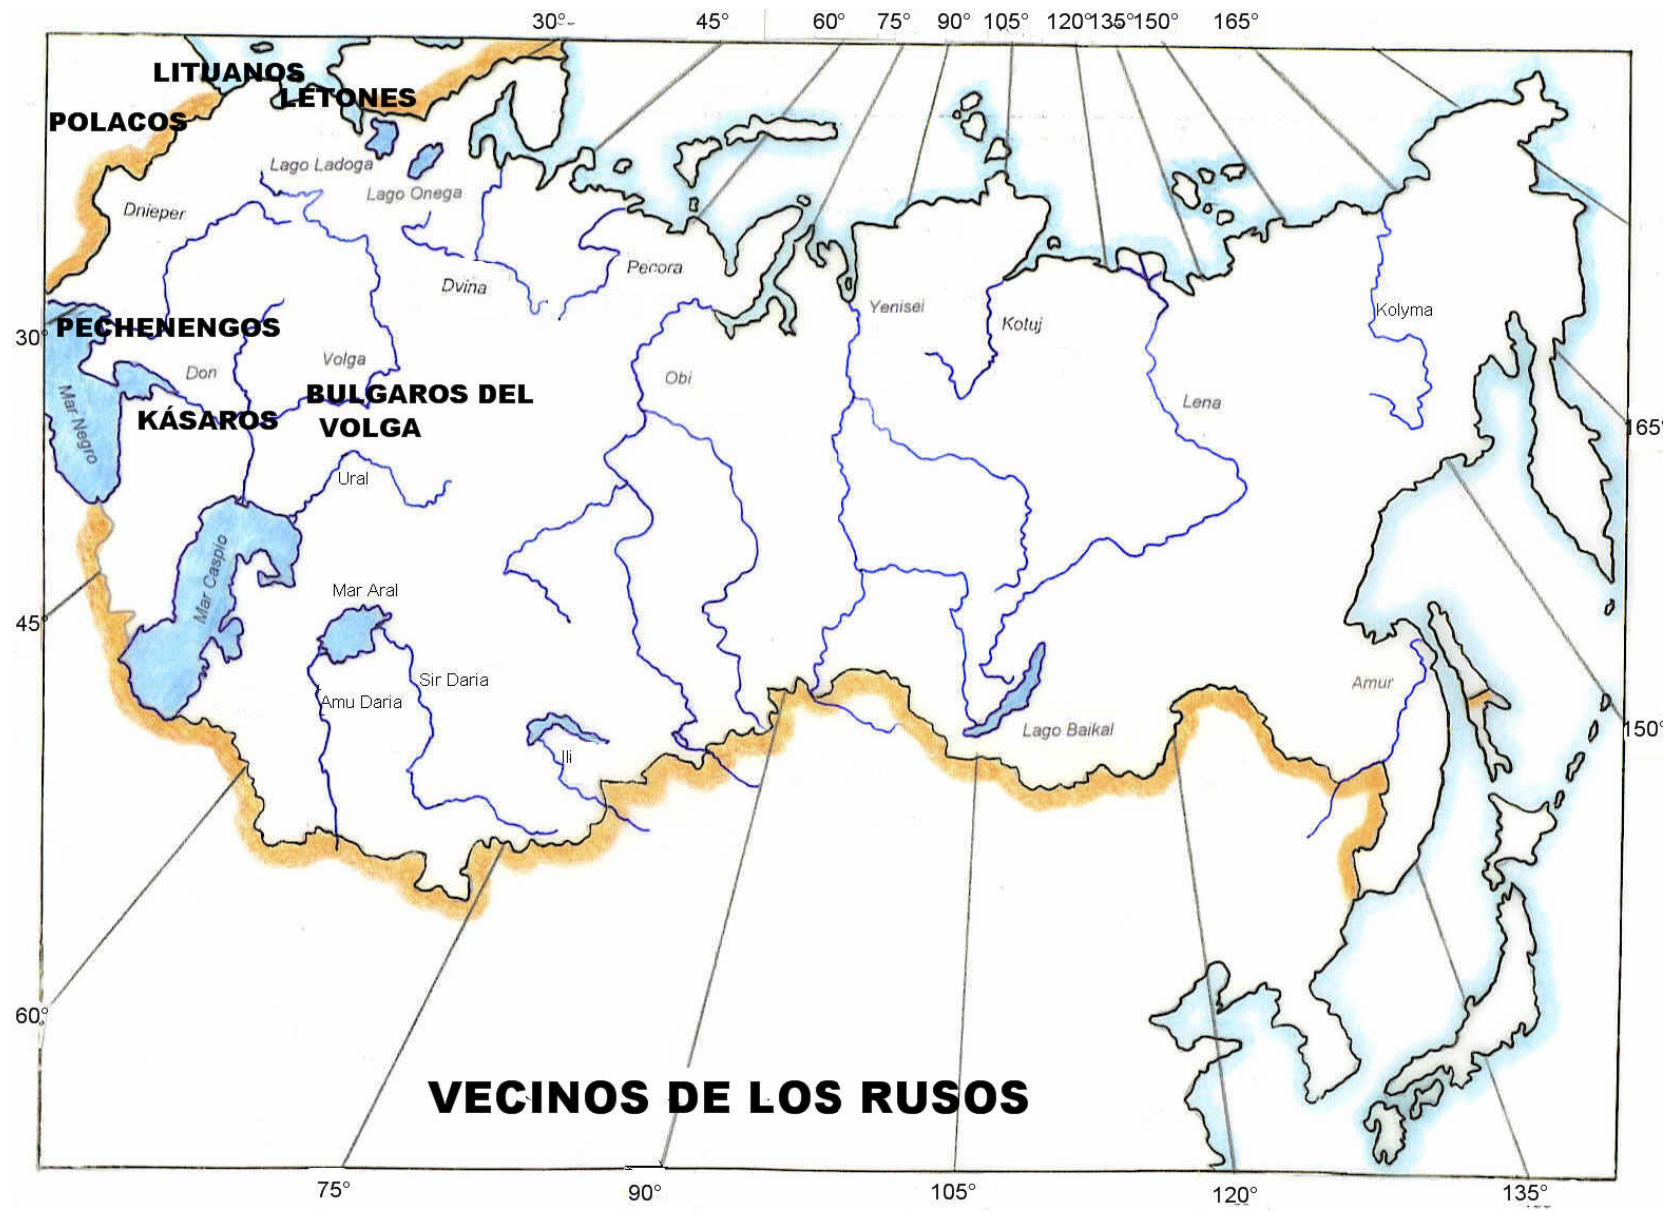 30°
45°
60°
75°
90°
105°
120°
135°
150°
165°
LITUANOS
LETONES
POLACOS
Lago Ladoga
Lago Onega
Dnieper
Dvina
Pecora
Yenisei
Kotuj
Kolyma
30°
PECHENENGOS
Don
Volga
Obi
Lena
Mar Negro
KÁSAROS
BULGAROS DEL
VOLGA
165°
Ural
Mar Caspio
Mar Aral
45°
Sir Daria
Amu Daria
Amur
Lago Baikal
150°
Ili
60°
VECINOS DE LOS RUSOS
75°
90°
105°
120°
135°